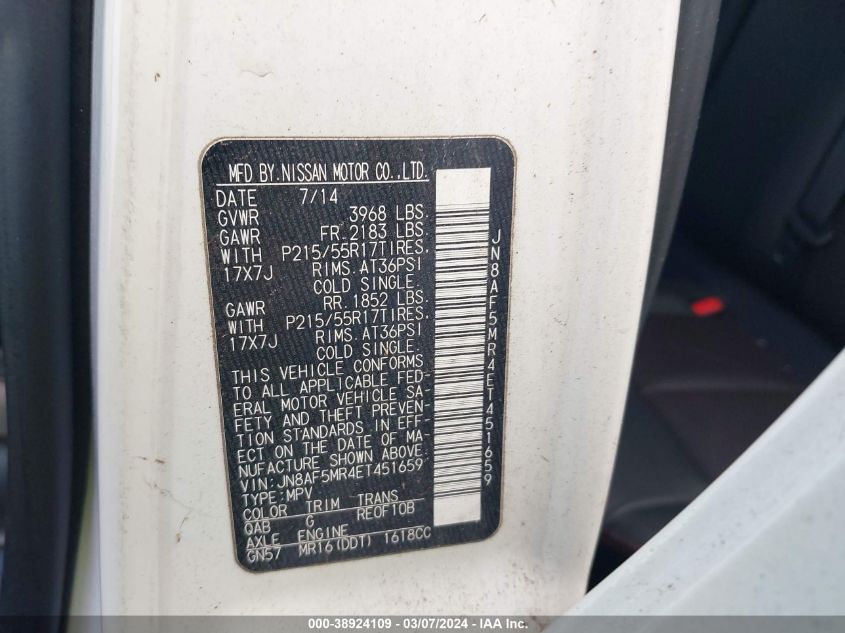 MFD BY NISSAN MOTOR CO.,LTD.
DATE 7/14
GVWR 3968 LBS.
GAWR FR. 2183 LBS.
WITH P215/55R17TIRES,
17X7J RIMS. AT36PSI
COLD SINGLE.
GAWR RR. 1852 LBS.
WITH P215/55R17TIRES,
17X7J RIMS. AT36PSI
COLD SINGLE.
THIS VEHICLE CONFORMS
TO ALL APPLICABLE FED-
ERAL MOTOR VEHICLE SA-
FETY AND THEFT PREVEN-
TION STANDARDS IN EFF-
ECT ON THE DATE OF MA-
NUFACTURE SHOWN ABOVE.
VIN: JN8AF5MR4ET451659
TYPE: MPV
COLOR TRIM TRANS
QAB G RE0F10B
AXLE ENGINE
GN57 MR16(DDT) 1618CC
JN8AF5MR4ET451659
000-38924109 - 03/07/2024 - IAA Inc.